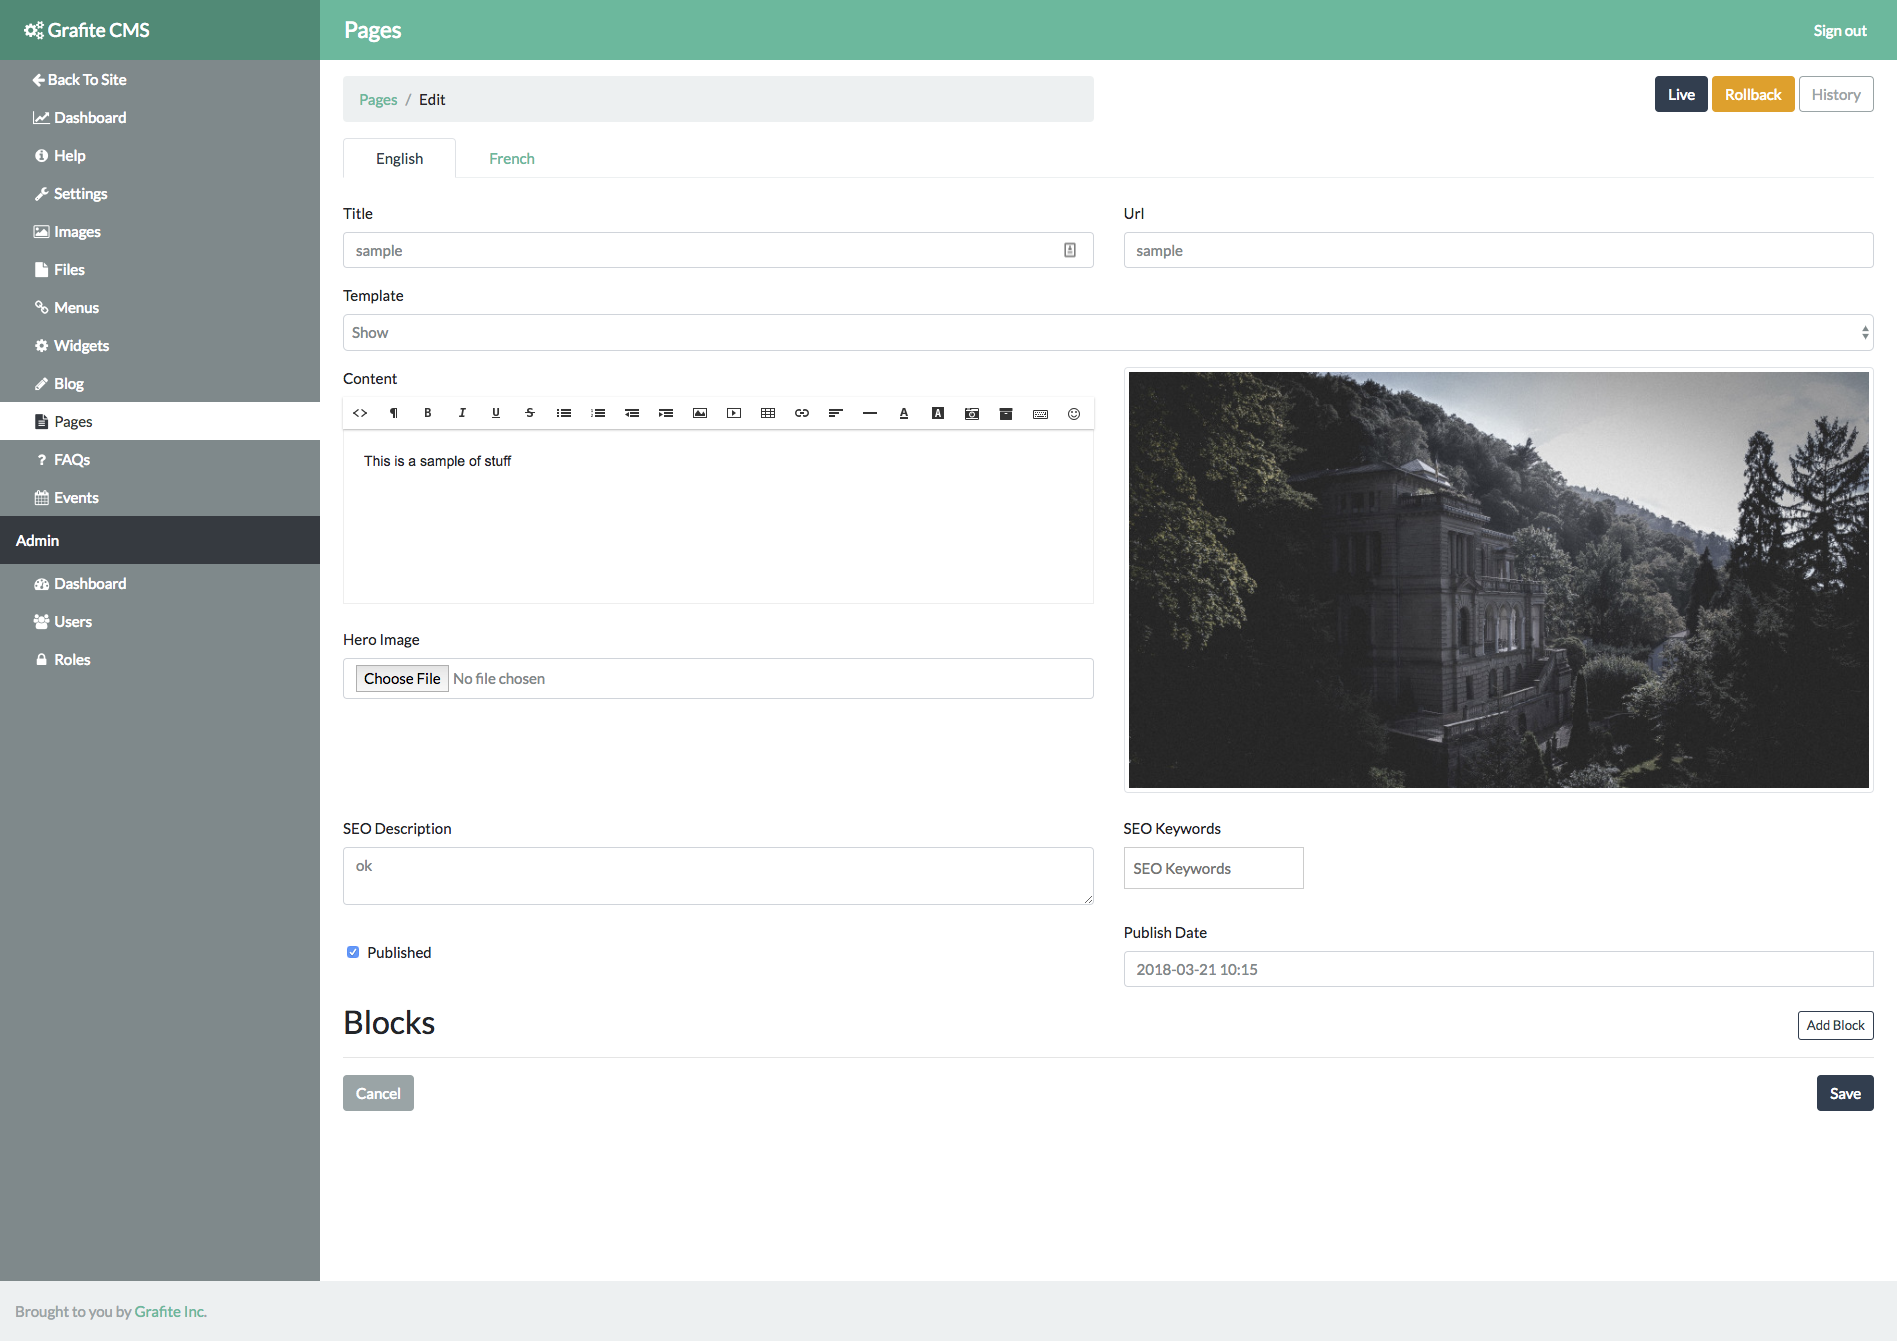 Grafite CMS
Pages
Sign out
Back To Site
Dashboard
Help
Settings
Images
Files
Menus
Widgets
Blog
Pages
FAQs
Events
Admin
Dashboard
Users
Roles
Pages / Edit
Live Rollback History
English French
Title
sample
Url
sample
Template
Show
Content
This is a sample of stuff
Hero Image
Choose File No file chosen
SEO Description
ok
SEO Keywords
SEO Keywords
Published
Publish Date
2018-03-21 10:15
Blocks
Add Block
Cancel
Save
Brought to you by Grafite Inc.